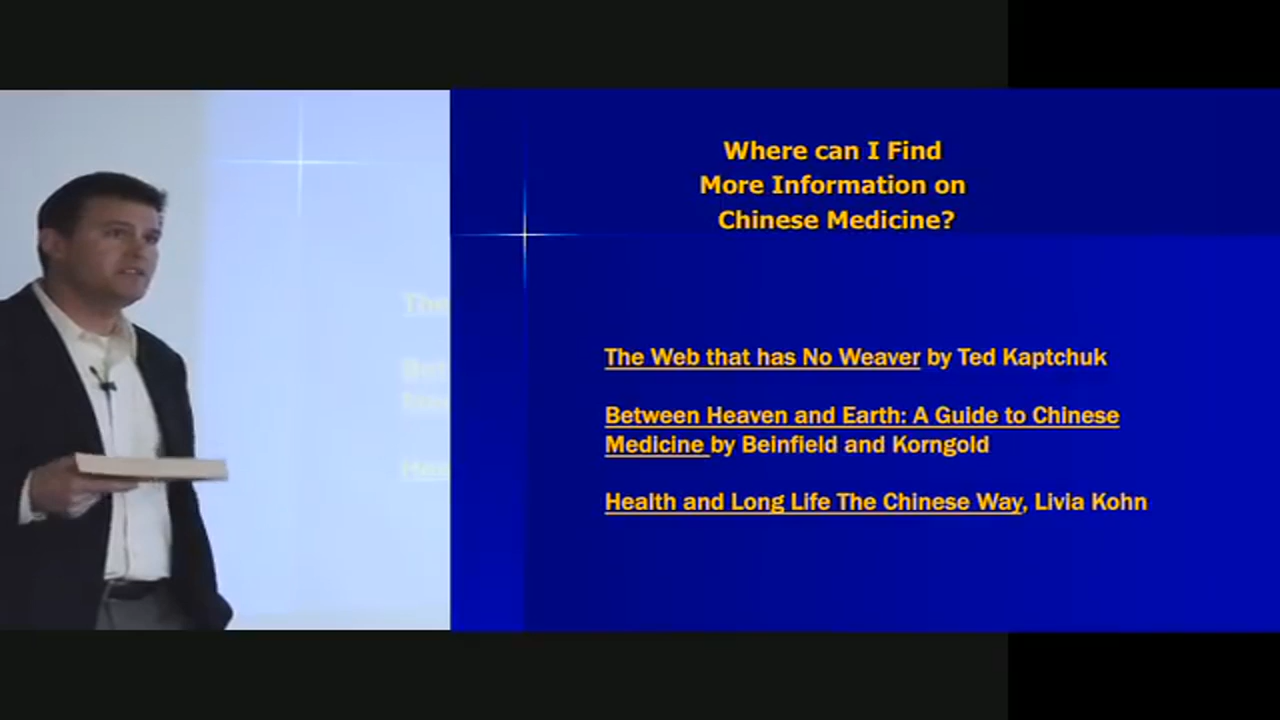 Where can I Find
More Information on
Chinese Medicine?
The Web that has No Weaver by Ted Kaptchuk
Between Heaven and Earth: A Guide to Chinese
Medicine by Beinfield and Korngold
Health and Long Life The Chinese Way, Livia Kohn
The